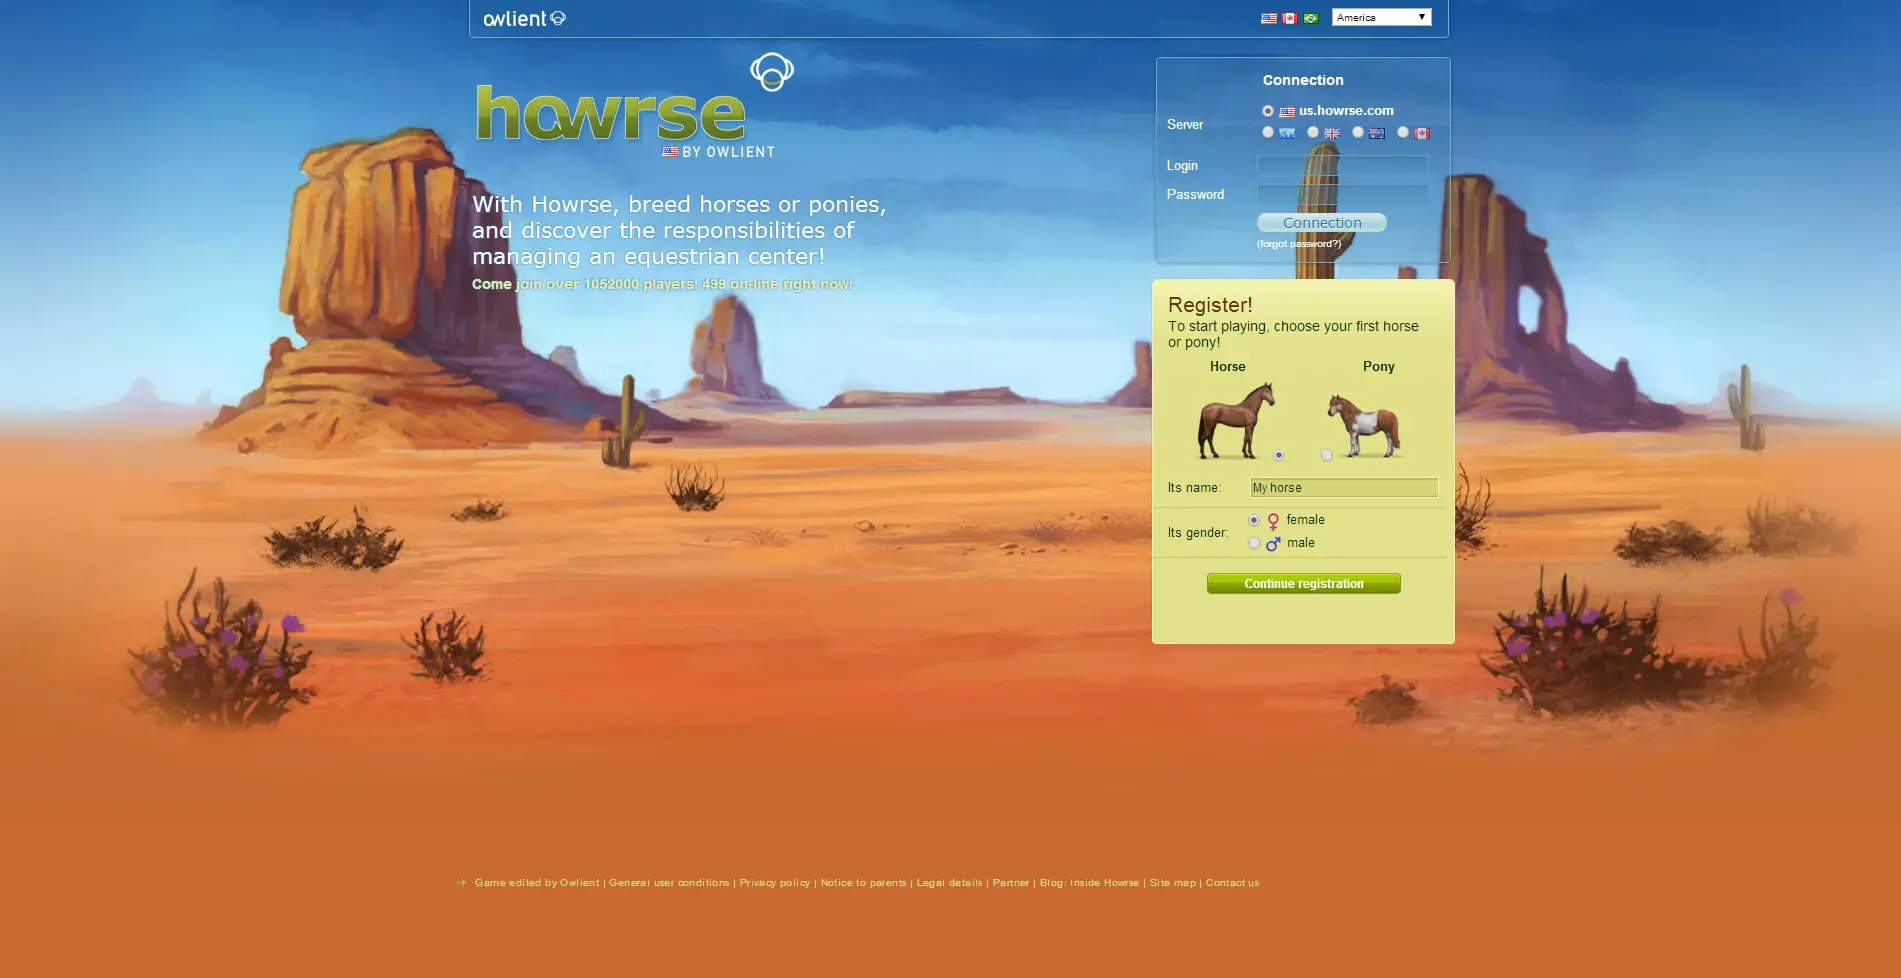 owlient
America
howrse
BY OWLIENT
With Howrse, breed horses or ponies,
and discover the responsibilities of
managing an equestrian center!
Come join over 1052000 players! 499 on-line right now!
Connection
Server
us.howrse.com
Login
Password
Connection
(forgot password?)
Register!
To start playing, choose your first horse
or pony!
Horse
Pony
Its name:
My horse
Its gender:
female
male
Continue registration
Game edited by Owlient | General user conditions | Privacy policy | Notice to parents | Legal details | Partner | Blog: Inside Howrse | Site map | Contact us